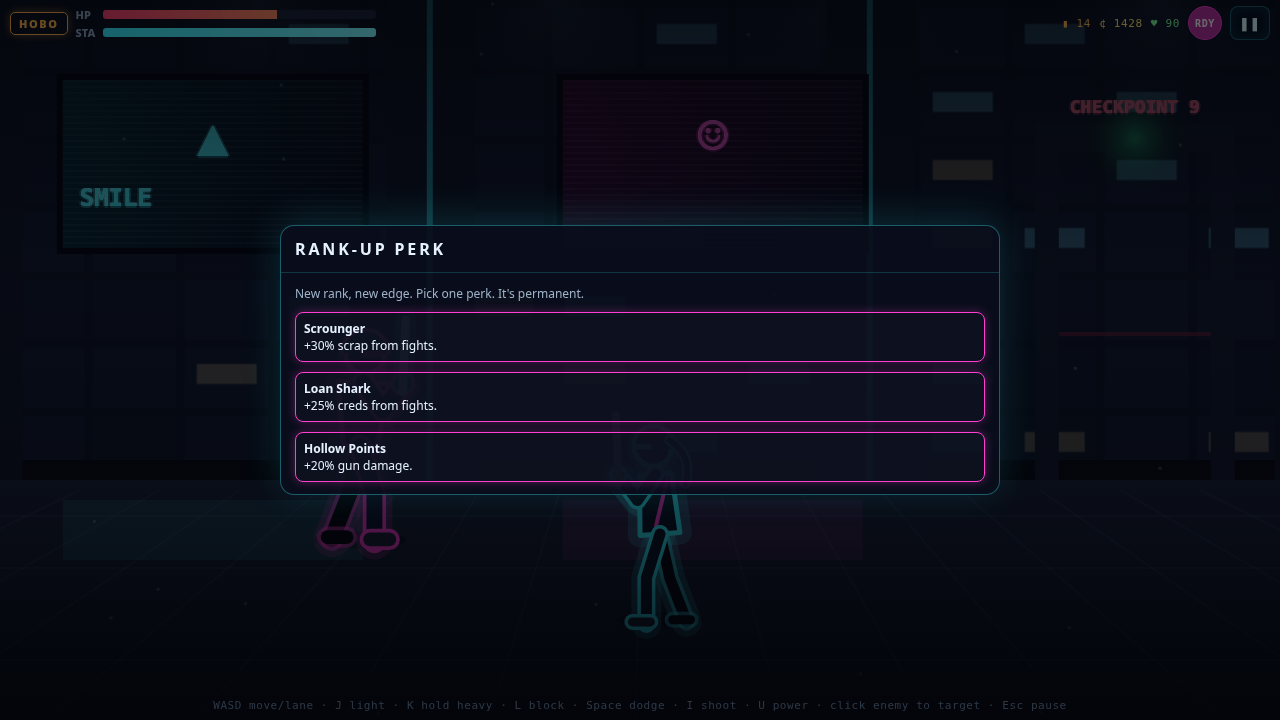 HOBO
HP
STA
14 ¢ 1428 ♥ 90
RDY
CHECKPOINT 9
SMILE
RANK-UP PERK
New rank, new edge. Pick one perk. It's permanent.
Scrounger
+30% scrap from fights.
Loan Shark
+25% creds from fights.
Hollow Points
+20% gun damage.
WASD move/lane · J light · K hold heavy · L block · Space dodge · I shoot · U power · click enemy to target · Esc pause